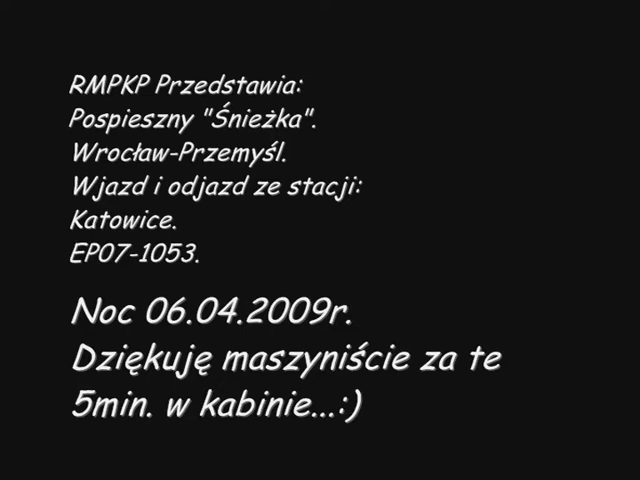 RMPKP Przedstawia:
Pospieszny "Śnieżka".
Wrocław-Przemyśl.
Wjazd i odjazd ze stacji:
Katowice.
EP07-1053.
Noc 06.04.2009r.
Dziękuję maszyniście za te
5min. w kabinie...:)